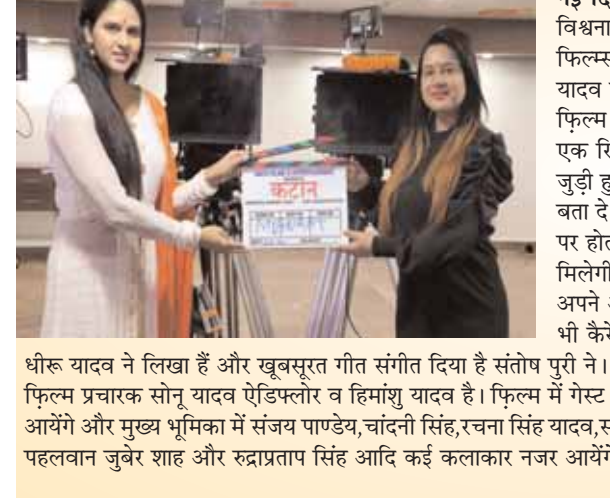 कटान
विश्वना
फिल्म्स
यादव
फ़िल्म
एक खि
जुड़ी हु
बता दे
पर होत
मिलेगी
अपने
भी कैसे
धीरू यादव ने लिखा हैं और खूबसूरत गीत संगीत दिया है संतोष पुरी ने।
फ़िल्म प्रचारक सोनू यादव ऐडिफ्लोर व हिमांशु यादव है। फ़िल्म में गेस्ट
आयेंगे और मुख्य भूमिका में संजय पाण्डेय,चांदनी सिंह,रचना सिंह यादव,स
पहलवान जुबेर शाह और रुद्राप्रताप सिंह आदि कई कलाकार नजर आयेंगे